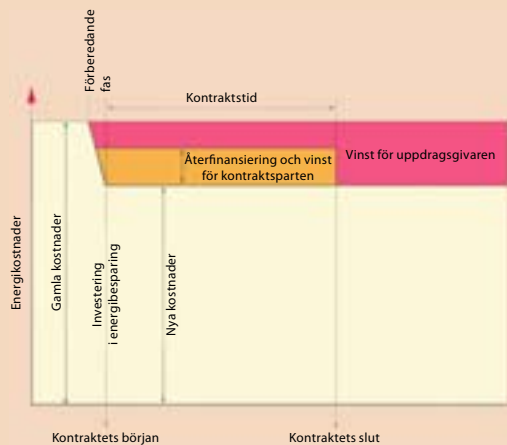 Förberedande
fas
Kontraktstid
Återfinansiering och vinst
för kontraktsparten
Vinst för uppdragsgivaren
Energikostnader
Gamla kostnader
Investering
i energibesparing
Nya kostnader
Kontraktets början
Kontraktets slut